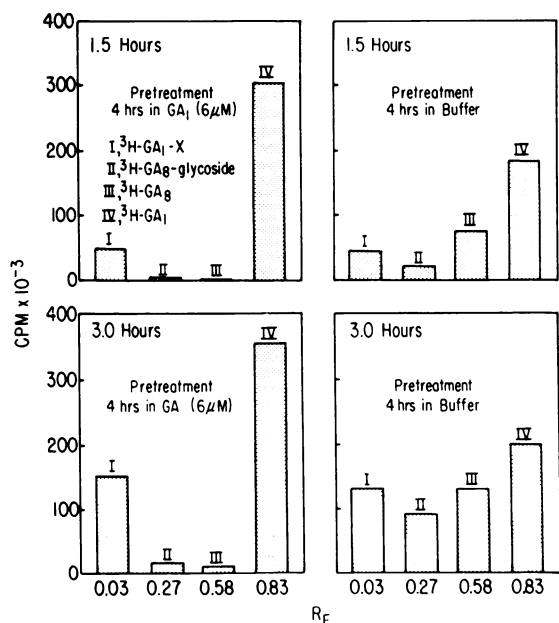 CPM x 10⁻³
400
300
200
100
0
1.5 Hours
Pretreatment
4 hrs in GA₁ (6μM)
I, ³H-GA₁-X
II, ³H-GA₈-glycoside
III, ³H-GA₈
IV, ³H-GA₁
I
II
III
IV
1.5 Hours
Pretreatment
4 hrs in Buffer
I
II
III
IV
400
300
200
100
0
3.0 Hours
Pretreatment
4 hrs in GA (6μM)
I
II
III
IV
0.03 0.27 0.58 0.83
3.0 Hours
Pretreatment
4 hrs in Buffer
I
II
III
IV
0.03 0.27 0.58 0.83
R_F